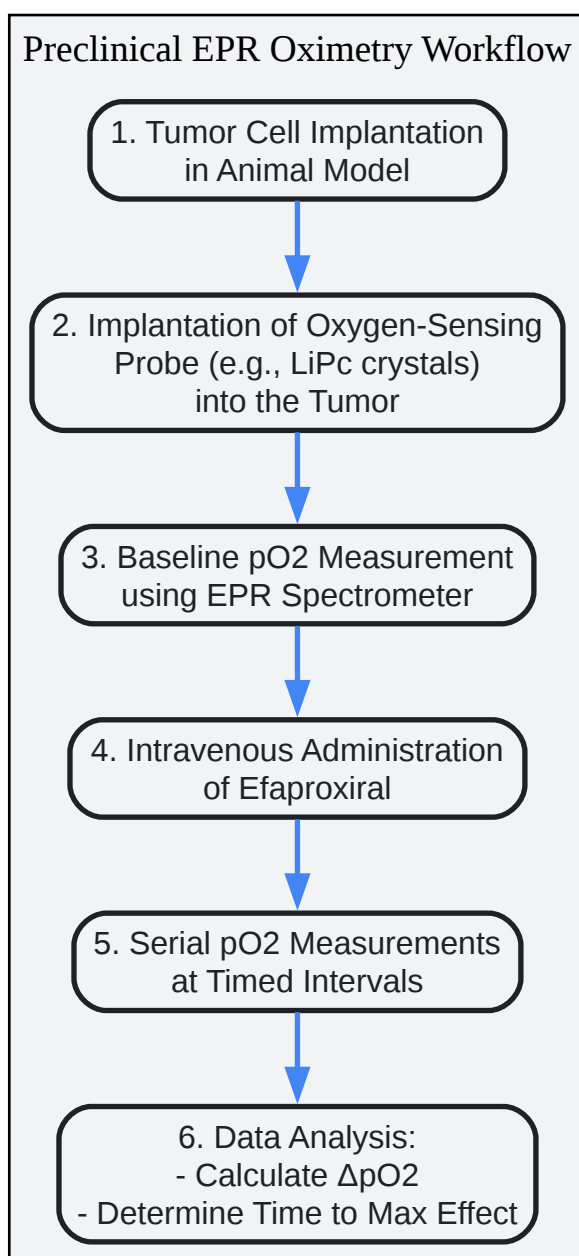 Preclinical EPR Oximetry Workflow
1. Tumor Cell Implantation
in Animal Model
2. Implantation of Oxygen-Sensing
Probe (e.g., LiPc crystals)
into the Tumor
3. Baseline pO2 Measurement
using EPR Spectrometer
4. Intravenous Administration
of Efaproxiral
5. Serial pO2 Measurements
at Timed Intervals
6. Data Analysis:
- Calculate ΔpO2
- Determine Time to Max Effect